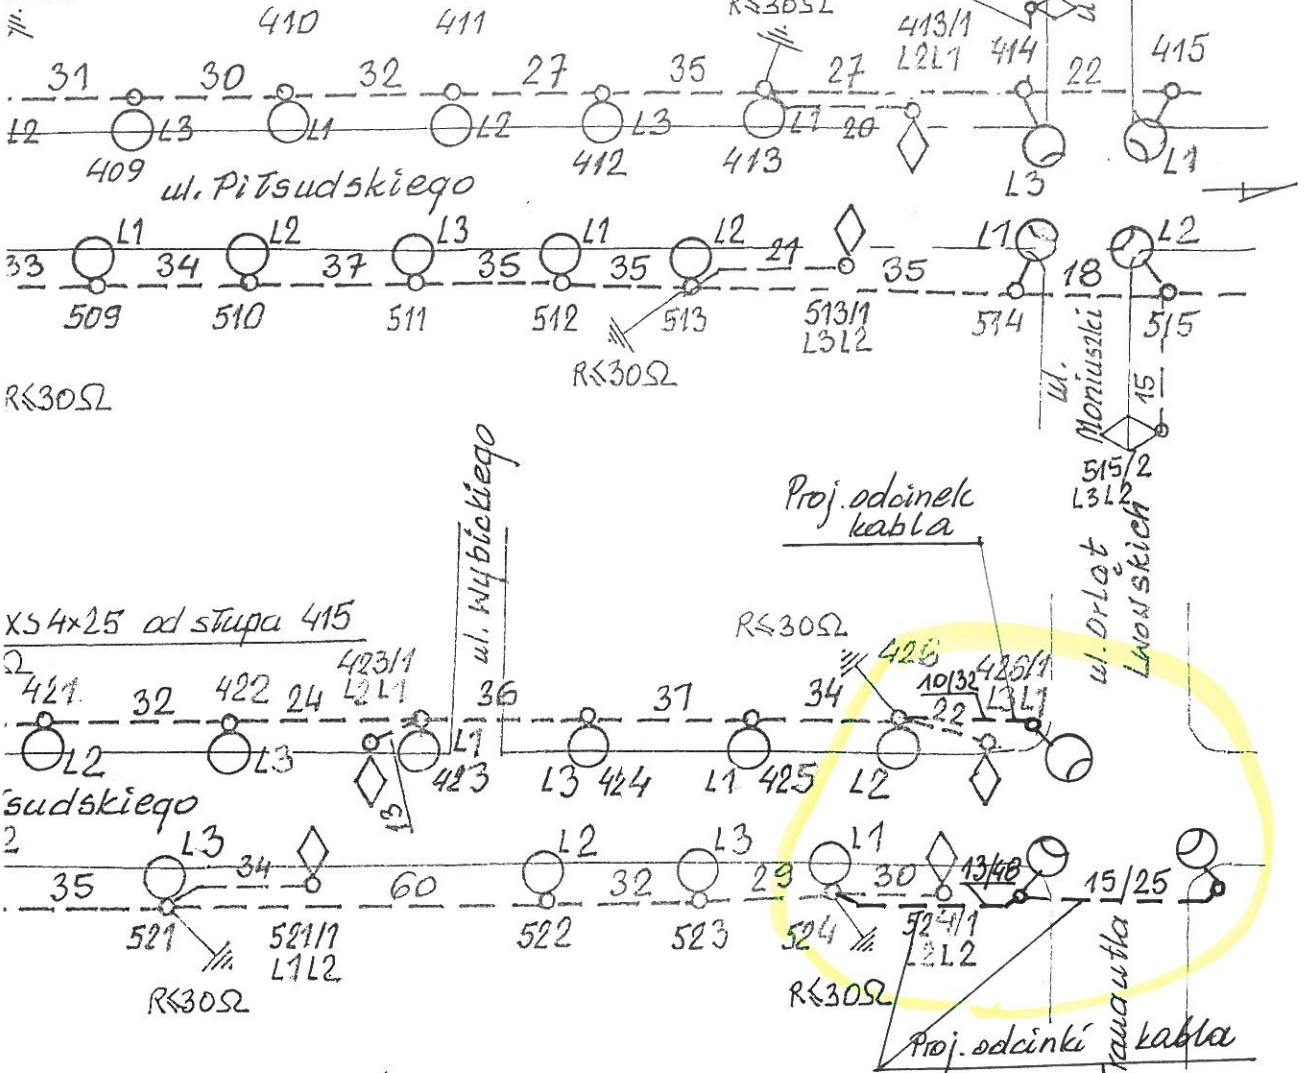 410
411
R≤30Ω
413/1
L2L1
414
415
31
30
32
27
35
27
22
L2
L3
L1
L2
L3
L1
20
409
412
413
L3
L1
ul. Piłsudskiego
L1
L2
L3
L1
L2
21
L1
L2
33
34
37
35
35
35
18
509
510
511
512
513
513/1
L3L2
514
515
R≤30Ω
R≤30Ω
ul. Moniuszki
15
515/2
L3L2
ul. Wybickiego
Proj. odcinek
kabla
ul. Orląt
Lwowskich
XS4x25 od słupa 415
Ω
R≤30Ω
423/1
L2L1
426
426/1
L3L1
421
32
422
24
36
37
34
10/32
22
L2
L3
L1
423
L3
424
L1
425
L2
13
sudskiego
2
L3
34
L2
L3
L1
35
60
32
29
30
13/48
15/25
521
521/1
L1L2
522
523
524
524/1
L2L2
R≤30Ω
R≤30Ω
Proj. odcinki kabla